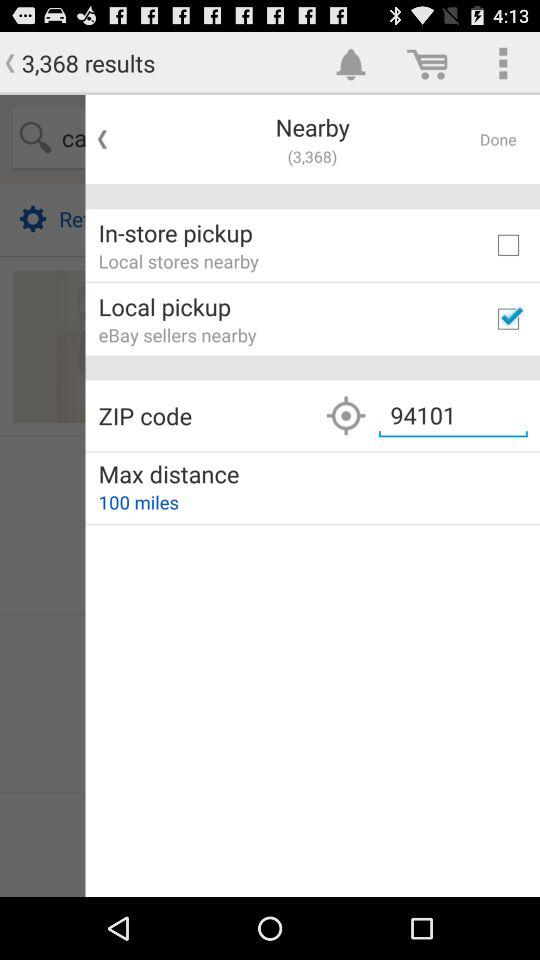 4:13
3,368 results
ca
Nearby
(3,368)
Done
Re
In-store pickup
Local stores nearby
Local pickup
eBay sellers nearby
ZIP code
94101
Max distance
100 miles